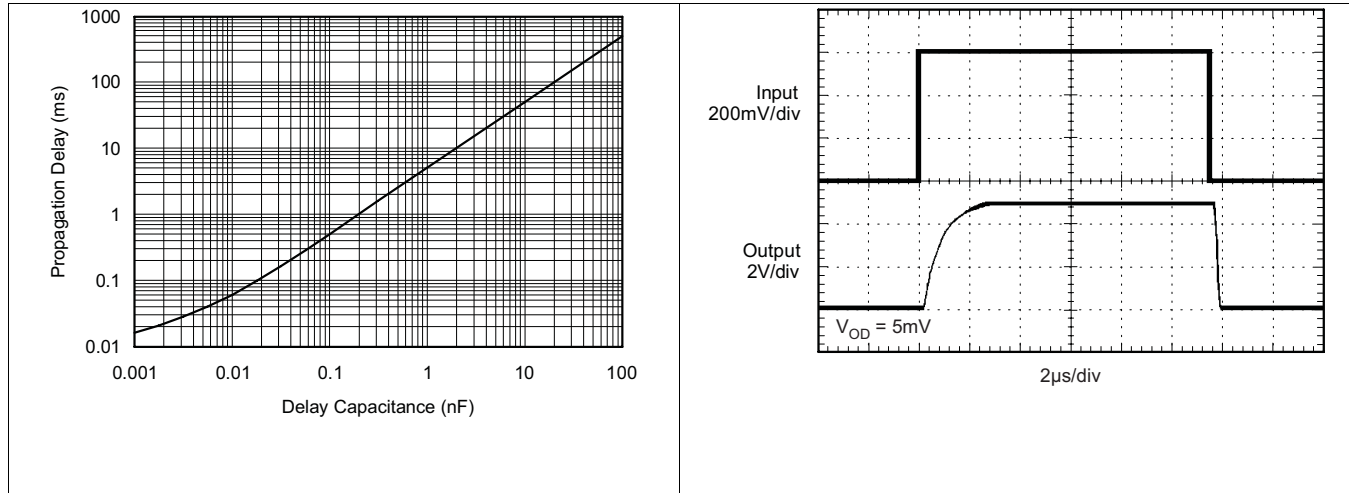 1000
100
10
1
0.1
0.01
Propagation Delay (ms)
0.001
0.01
0.1
1
10
100
Delay Capacitance (nF)
Input
200mV/div
Output
2V/div
VOD = 5mV
2µs/div